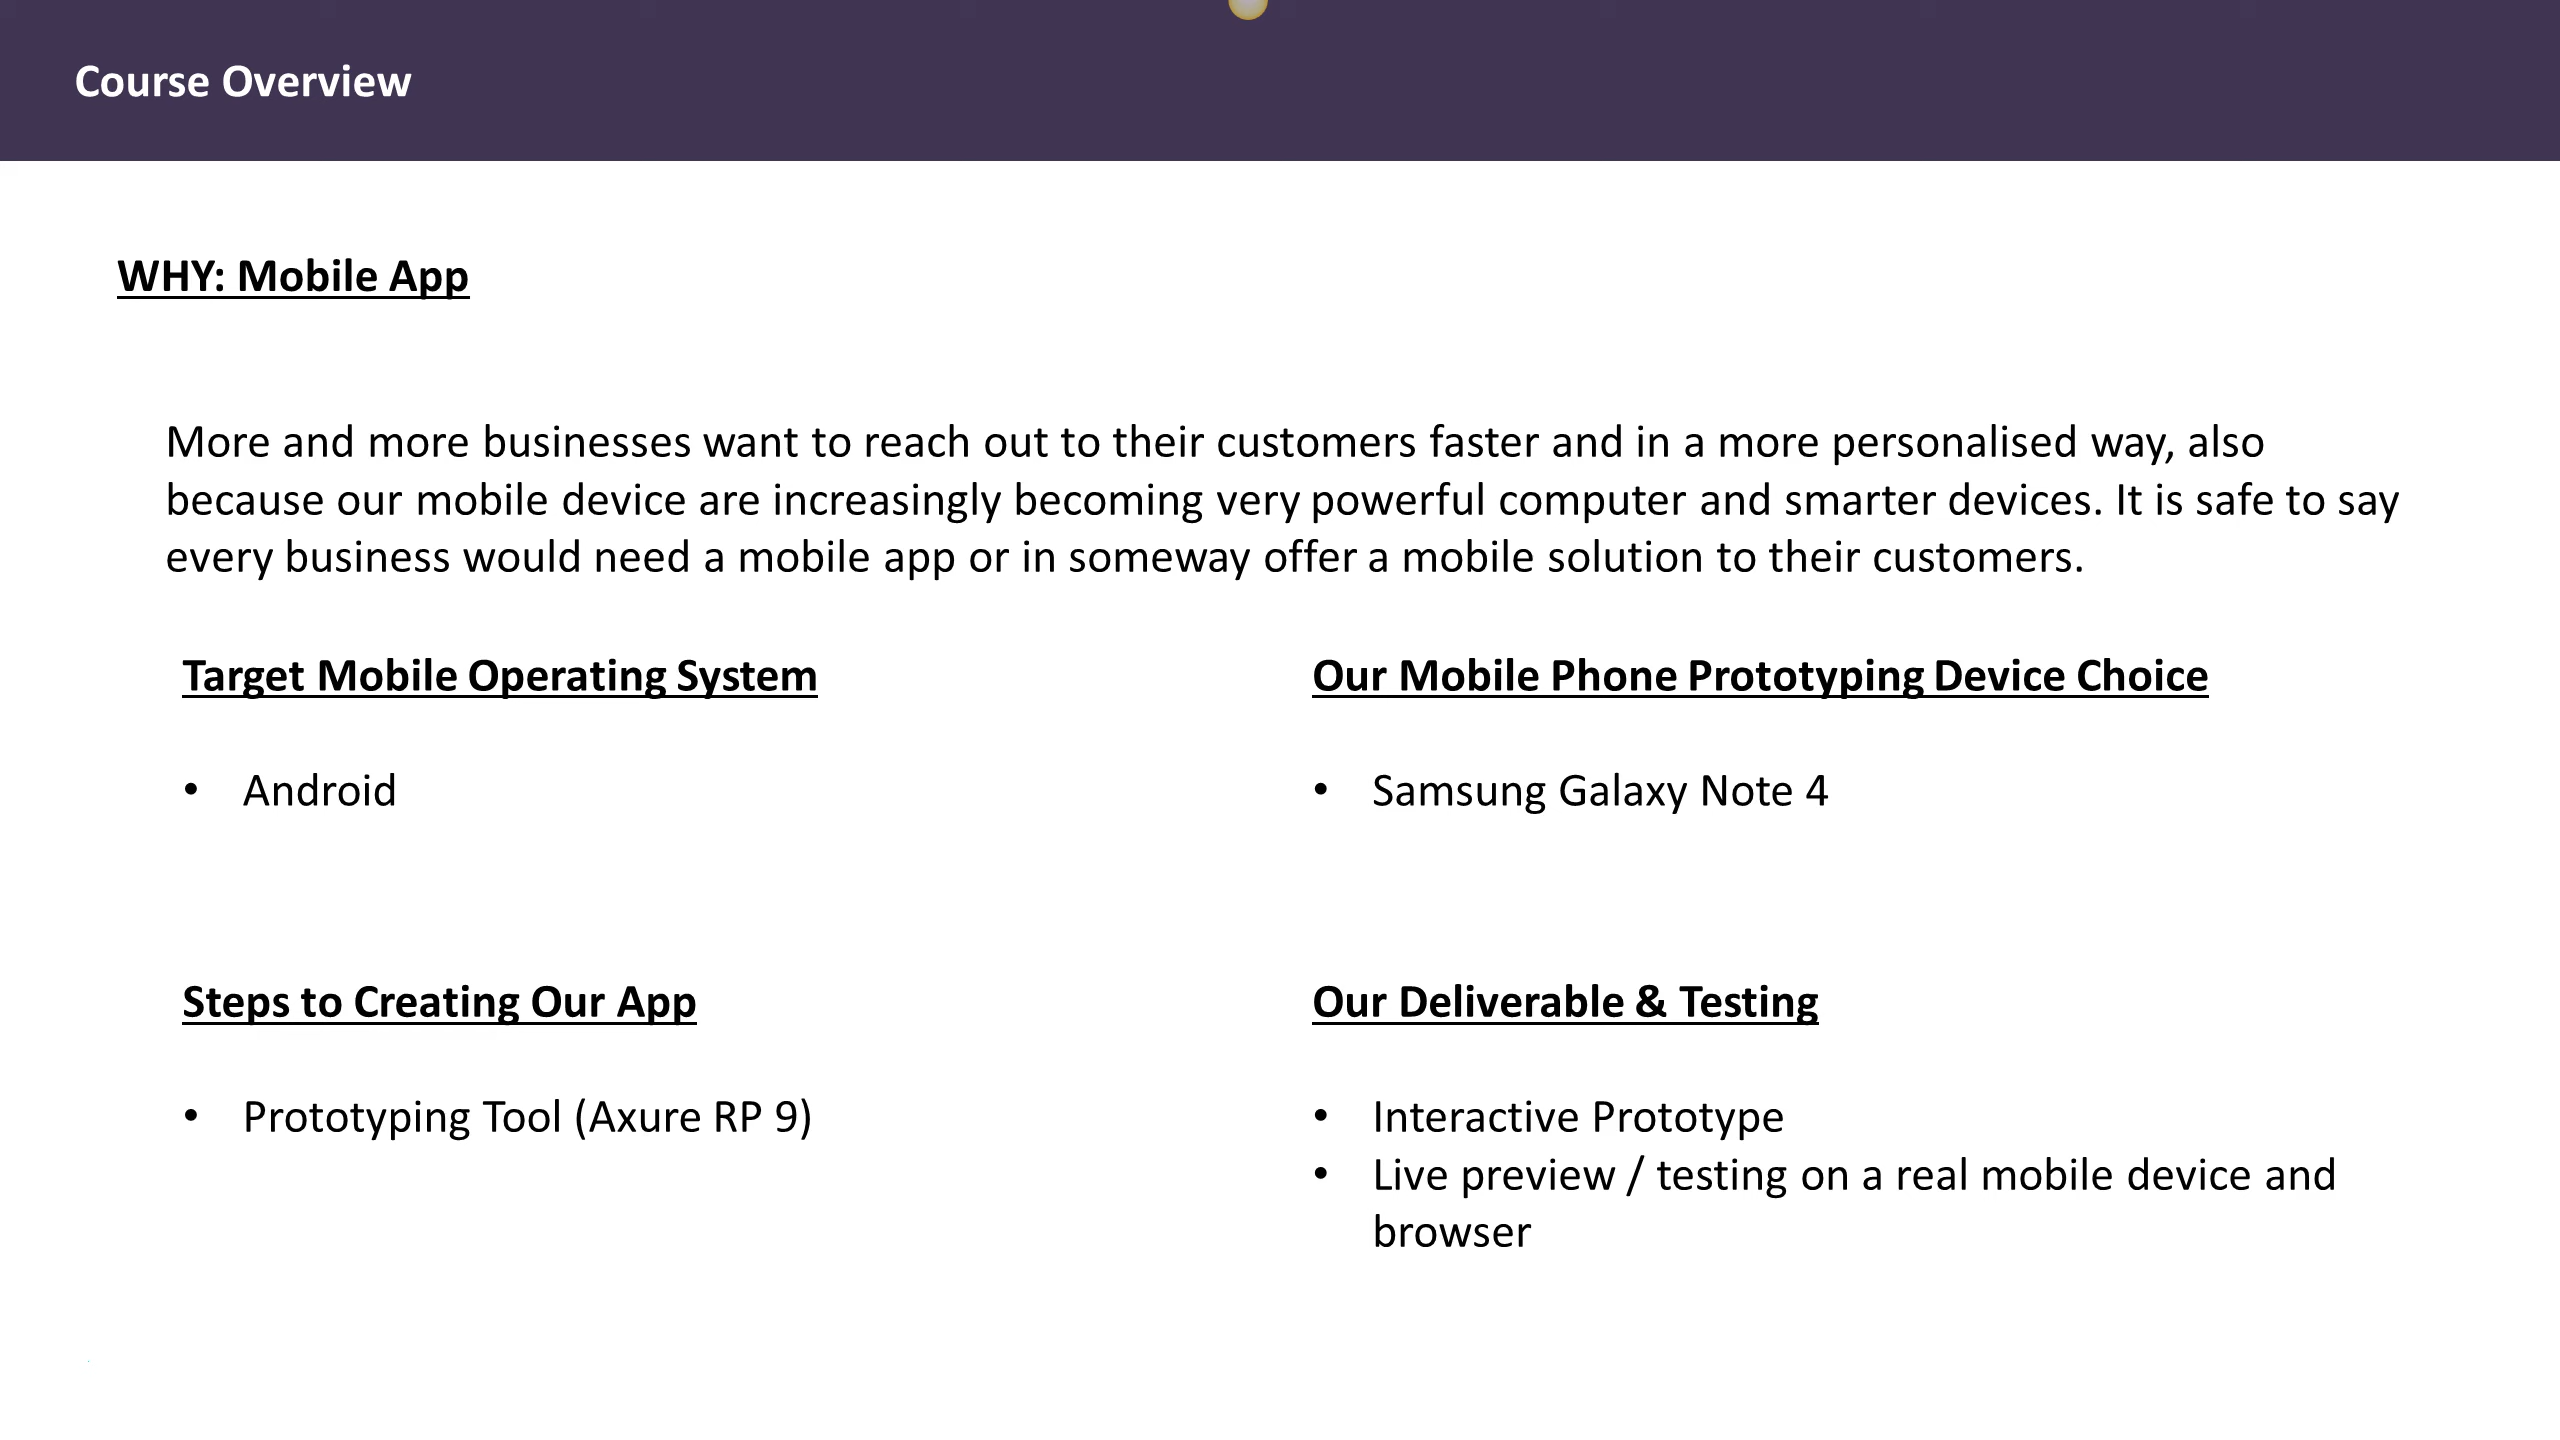 Course Overview
WHY: Mobile App
More and more businesses want to reach out to their customers faster and in a more personalised way, also
because our mobile device are increasingly becoming very powerful computer and smarter devices. It is safe to say
every business would need a mobile app or in someway offer a mobile solution to their customers.
Target Mobile Operating System
• Android
Our Mobile Phone Prototyping Device Choice
• Samsung Galaxy Note 4
Steps to Creating Our App
• Prototyping Tool (Axure RP 9)
Our Deliverable & Testing
• Interactive Prototype
• Live preview / testing on a real mobile device and
browser